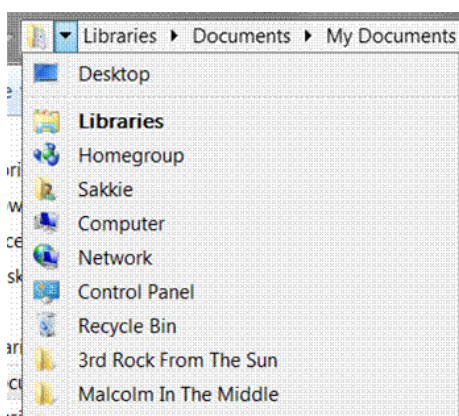 Libraries ▸ Documents ▸ My Documents
Desktop
Libraries
Homegroup
Sakkie
Computer
Network
Control Panel
Recycle Bin
3rd Rock From The Sun
Malcolm In The Middle